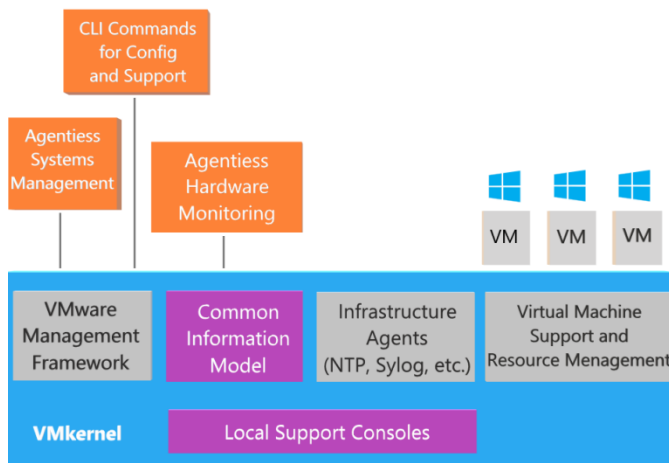 CLI Commands
for Config
and Support
Agentiess
Systems
Management
Agentiess
Hardware
Monitoring
VM
VM
VM
VMware
Management
Framework
Common
Information
Model
Infrastructure
Agents
(NTP, Sylog, etc.)
Virtual Machine
Support and
Resource Menagement
VMkernel
Local Support Consoles